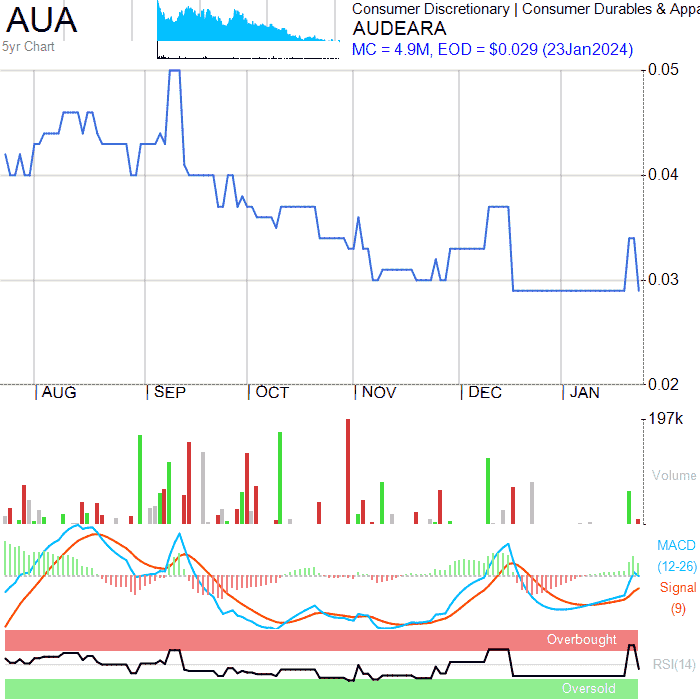 AUA
5yr Chart
Consumer Discretionary | Consumer Durables & Appa
AUDEARA
MC = 4.9M, EOD = $0.029 (23Jan2024)
0.05
0.04
0.03
0.02
AUG SEP OCT NOV DEC JAN
197k
Volume
MACD
(12-26)
Signal
(9)
Overbought
RSI(14)
Oversold